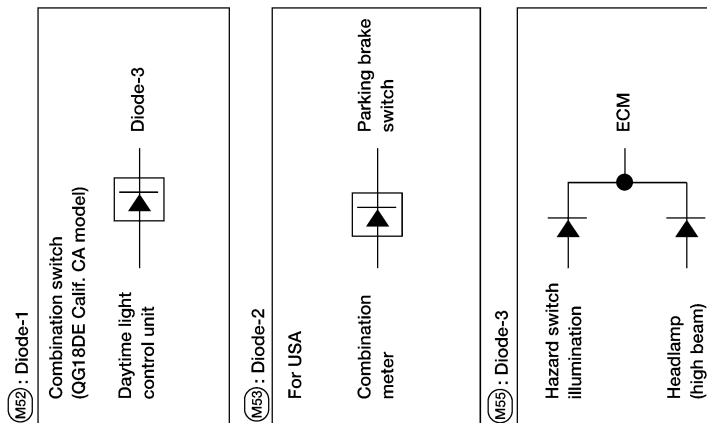 M52 : Diode-1
Combination switch
(QG18DE Calif. CA model)
Daytime light
control unit
Diode-3
M53 : Diode-2
For USA
Combination
meter
Parking brake
switch
M55 : Diode-3
Hazard switch
illumination
Headlamp
(high beam)
ECM